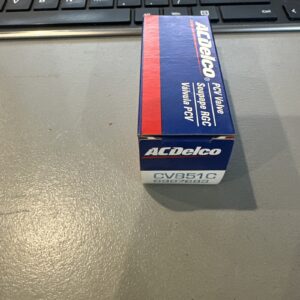 ACDelco®
PCV Valve
Soupape RGC
Válvula PCV
ACDelco
CV851C